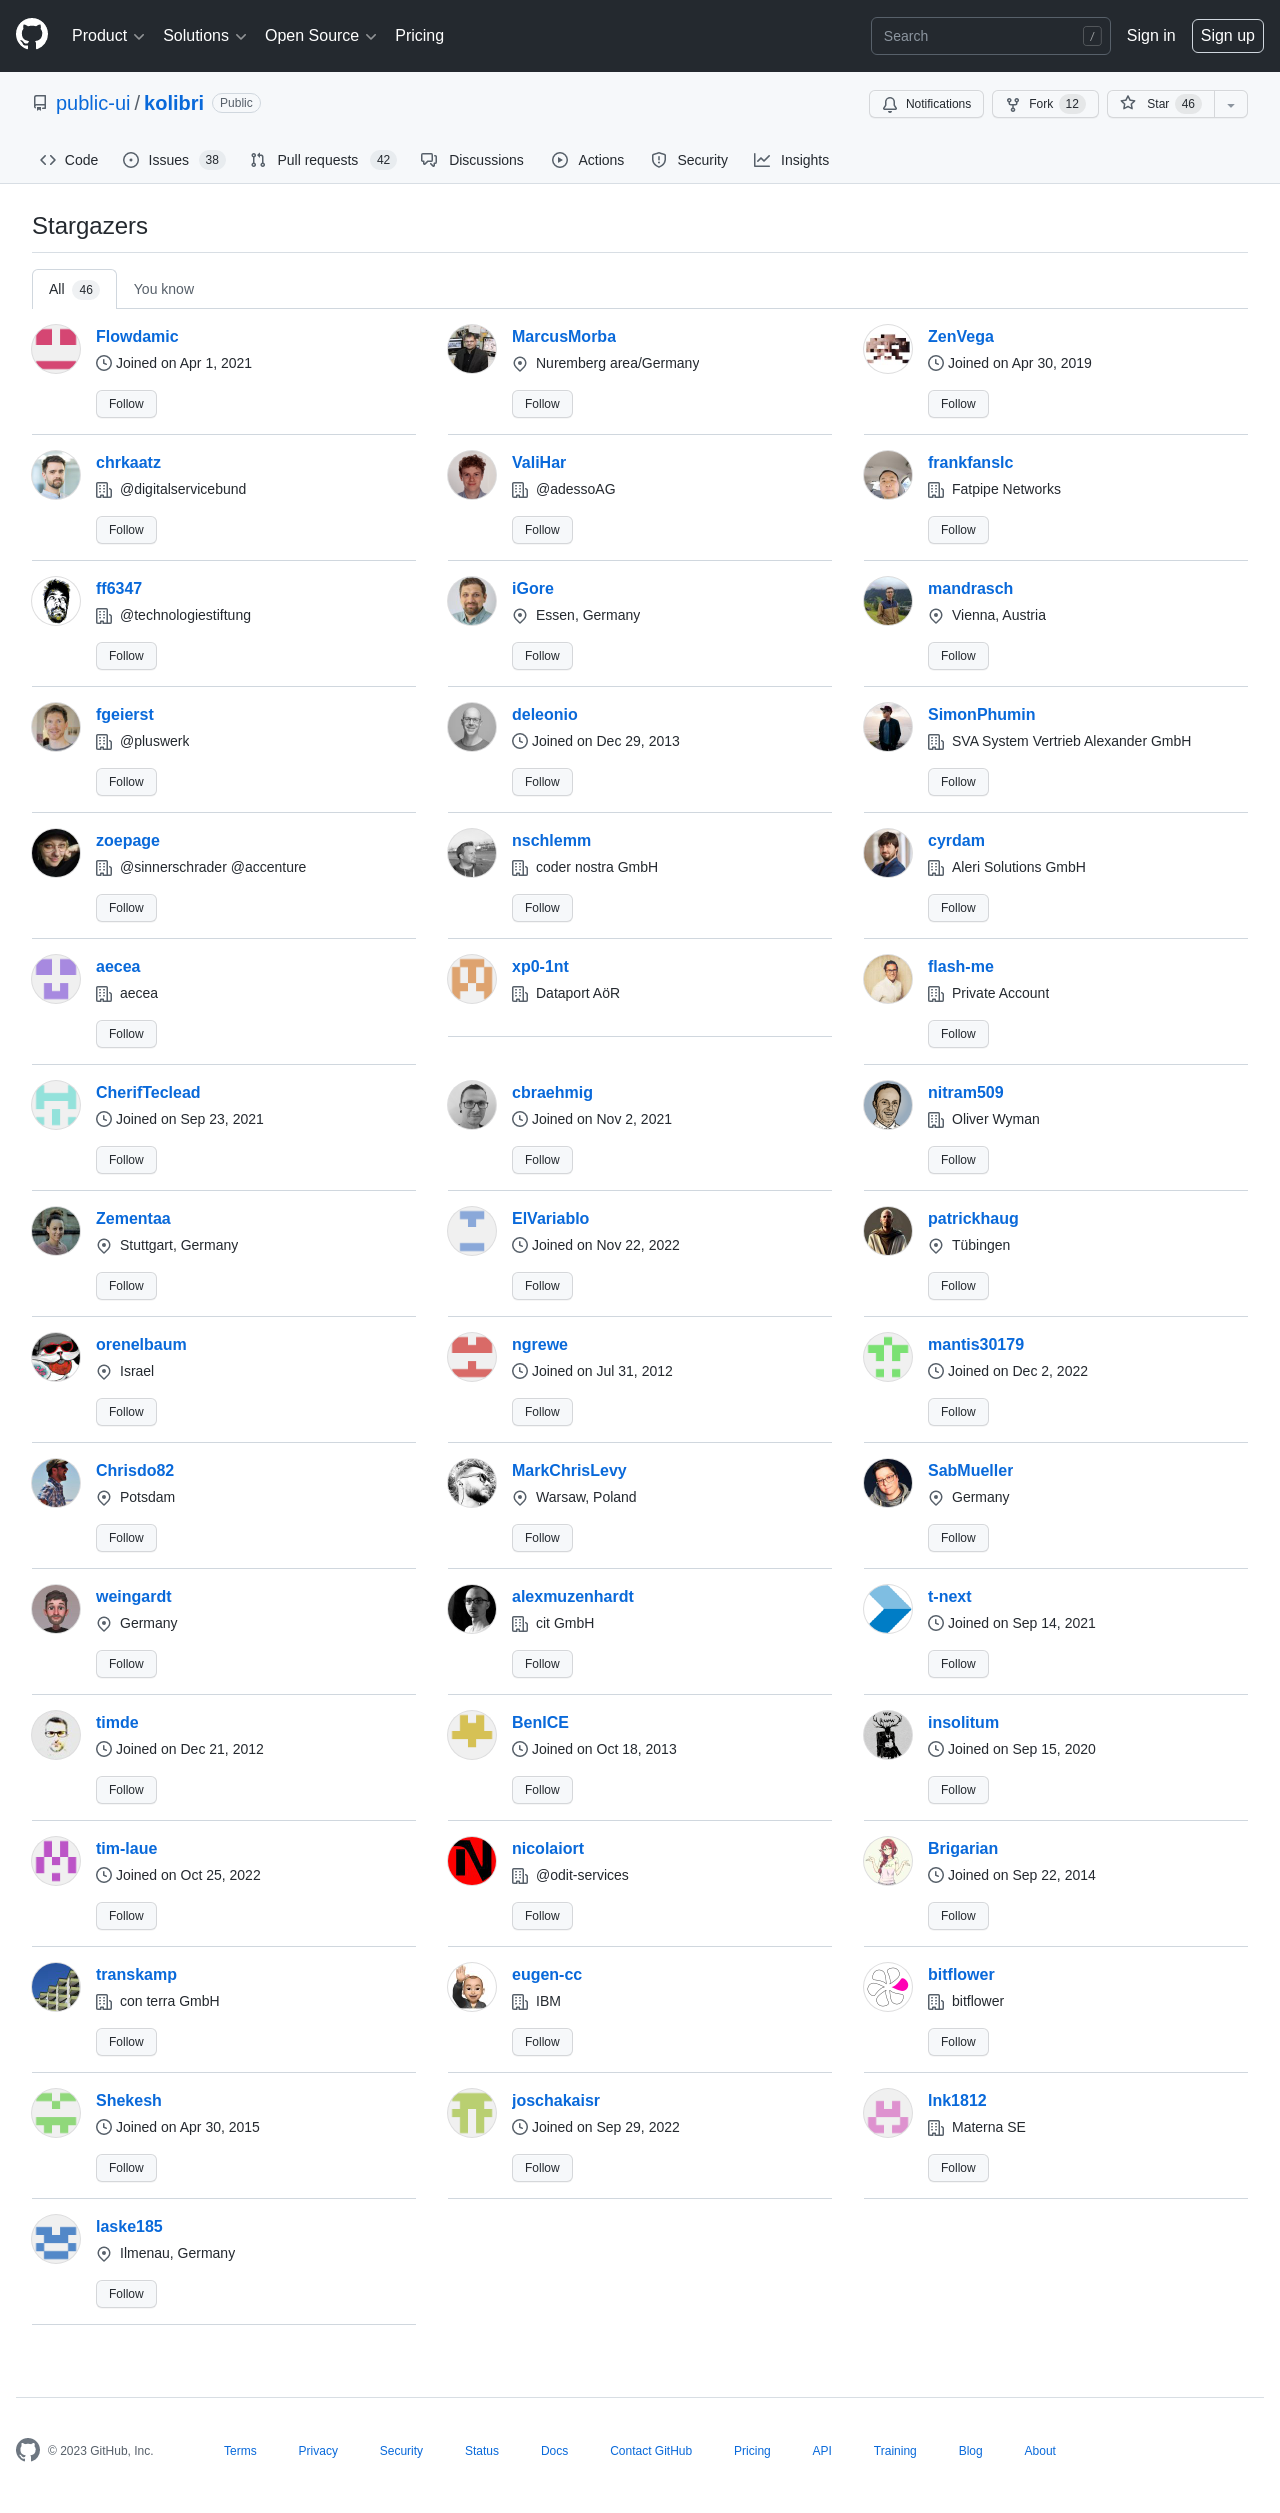 Product Solutions Open Source Pricing Search / Sign in Sign up
public-ui / kolibri Public Notifications Fork 12 Star 46
Code Issues 38 Pull requests 42 Discussions Actions Security Insights
Stargazers
All 46 You know
Flowdamic MarcusMorba ZenVega
Joined on Apr 1, 2021 Nuremberg area/Germany Joined on Apr 30, 2019
Follow Follow Follow
chrkaatz ValiHar frankfanslc
@digitalservicebund @adessoAG Fatpipe Networks
Follow Follow Follow
ff6347 iGore mandrasch
@technologiestiftung Essen, Germany Vienna, Austria
Follow Follow Follow
fgeierst deleonio SimonPhumin
@pluswerk Joined on Dec 29, 2013 SVA System Vertrieb Alexander GmbH
Follow Follow Follow
zoepage nschlemm cyrdam
@sinnerschrader @accenture coder nostra GmbH Aleri Solutions GmbH
Follow Follow Follow
aecea xp0-1nt flash-me
aecea Dataport AöR Private Account
Follow Follow
CherifTeclead cbraehmig nitram509
Joined on Sep 23, 2021 Joined on Nov 2, 2021 Oliver Wyman
Follow Follow Follow
Zementaa ElVariablo patrickhaug
Stuttgart, Germany Joined on Nov 22, 2022 Tübingen
Follow Follow Follow
orenelbaum ngrewe mantis30179
Israel Joined on Jul 31, 2012 Joined on Dec 2, 2022
Follow Follow Follow
Chrisdo82 MarkChrisLevy SabMueller
Potsdam Warsaw, Poland Germany
Follow Follow Follow
weingardt alexmuzenhardt t-next
Germany cit GmbH Joined on Sep 14, 2021
Follow Follow Follow
timde BenICE insolitum
Joined on Dec 21, 2012 Joined on Oct 18, 2013 Joined on Sep 15, 2020
Follow Follow Follow
tim-laue nicolaiort Brigarian
Joined on Oct 25, 2022 @odit-services Joined on Sep 22, 2014
Follow Follow Follow
transkamp eugen-cc bitflower
con terra GmbH IBM bitflower
Follow Follow Follow
Shekesh joschakaisr lnk1812
Joined on Apr 30, 2015 Joined on Sep 29, 2022 Materna SE
Follow Follow Follow
laske185
Ilmenau, Germany
Follow
© 2023 GitHub, Inc. Terms Privacy Security Status Docs Contact GitHub Pricing API Training Blog About